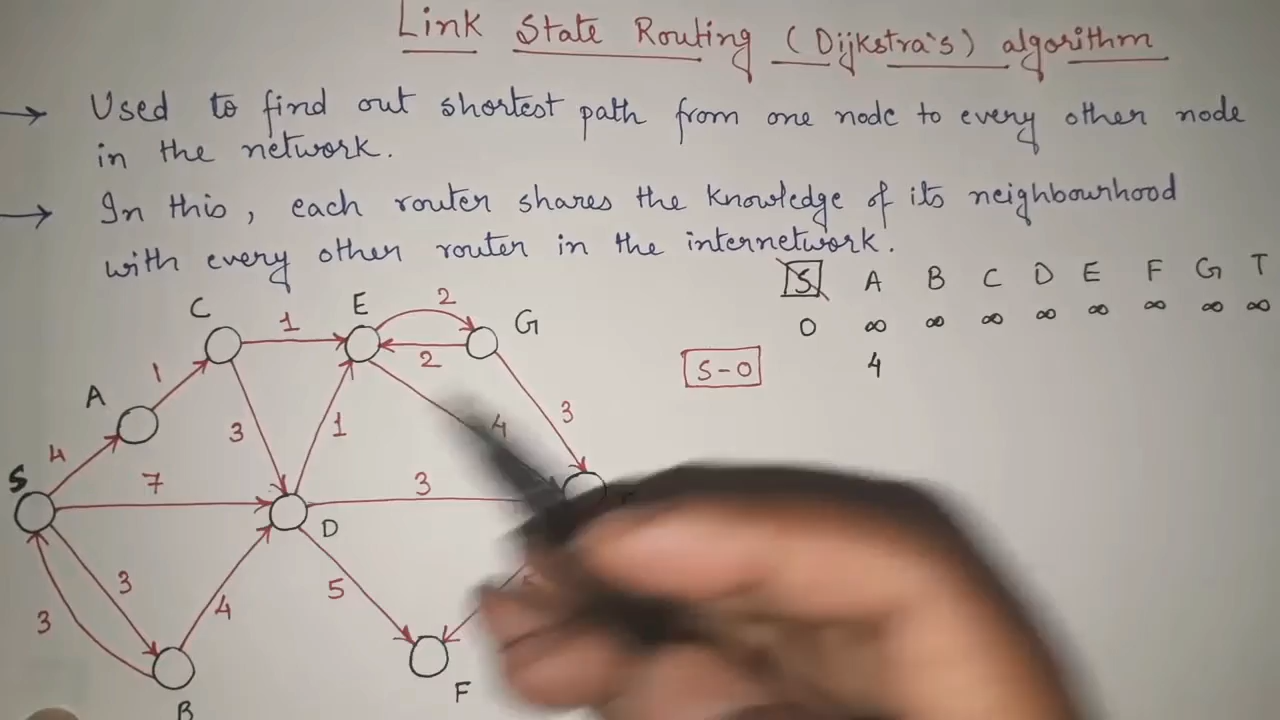 Link State Routing (Dijkstra's) algorithm
→ Used to find out shortest path from one node to every other node
in the network.
→ In this, each router shares the knowledge of its neighbourhood
with every other router in the internetwork.
S A B C D E F G T
0 ∞ ∞ ∞ ∞ ∞ ∞ ∞ ∞
S-0 4
C 1 E 2 G
2
A 1
3 1 4 3
S 4
7 3
D
3 4 5
3
F
B